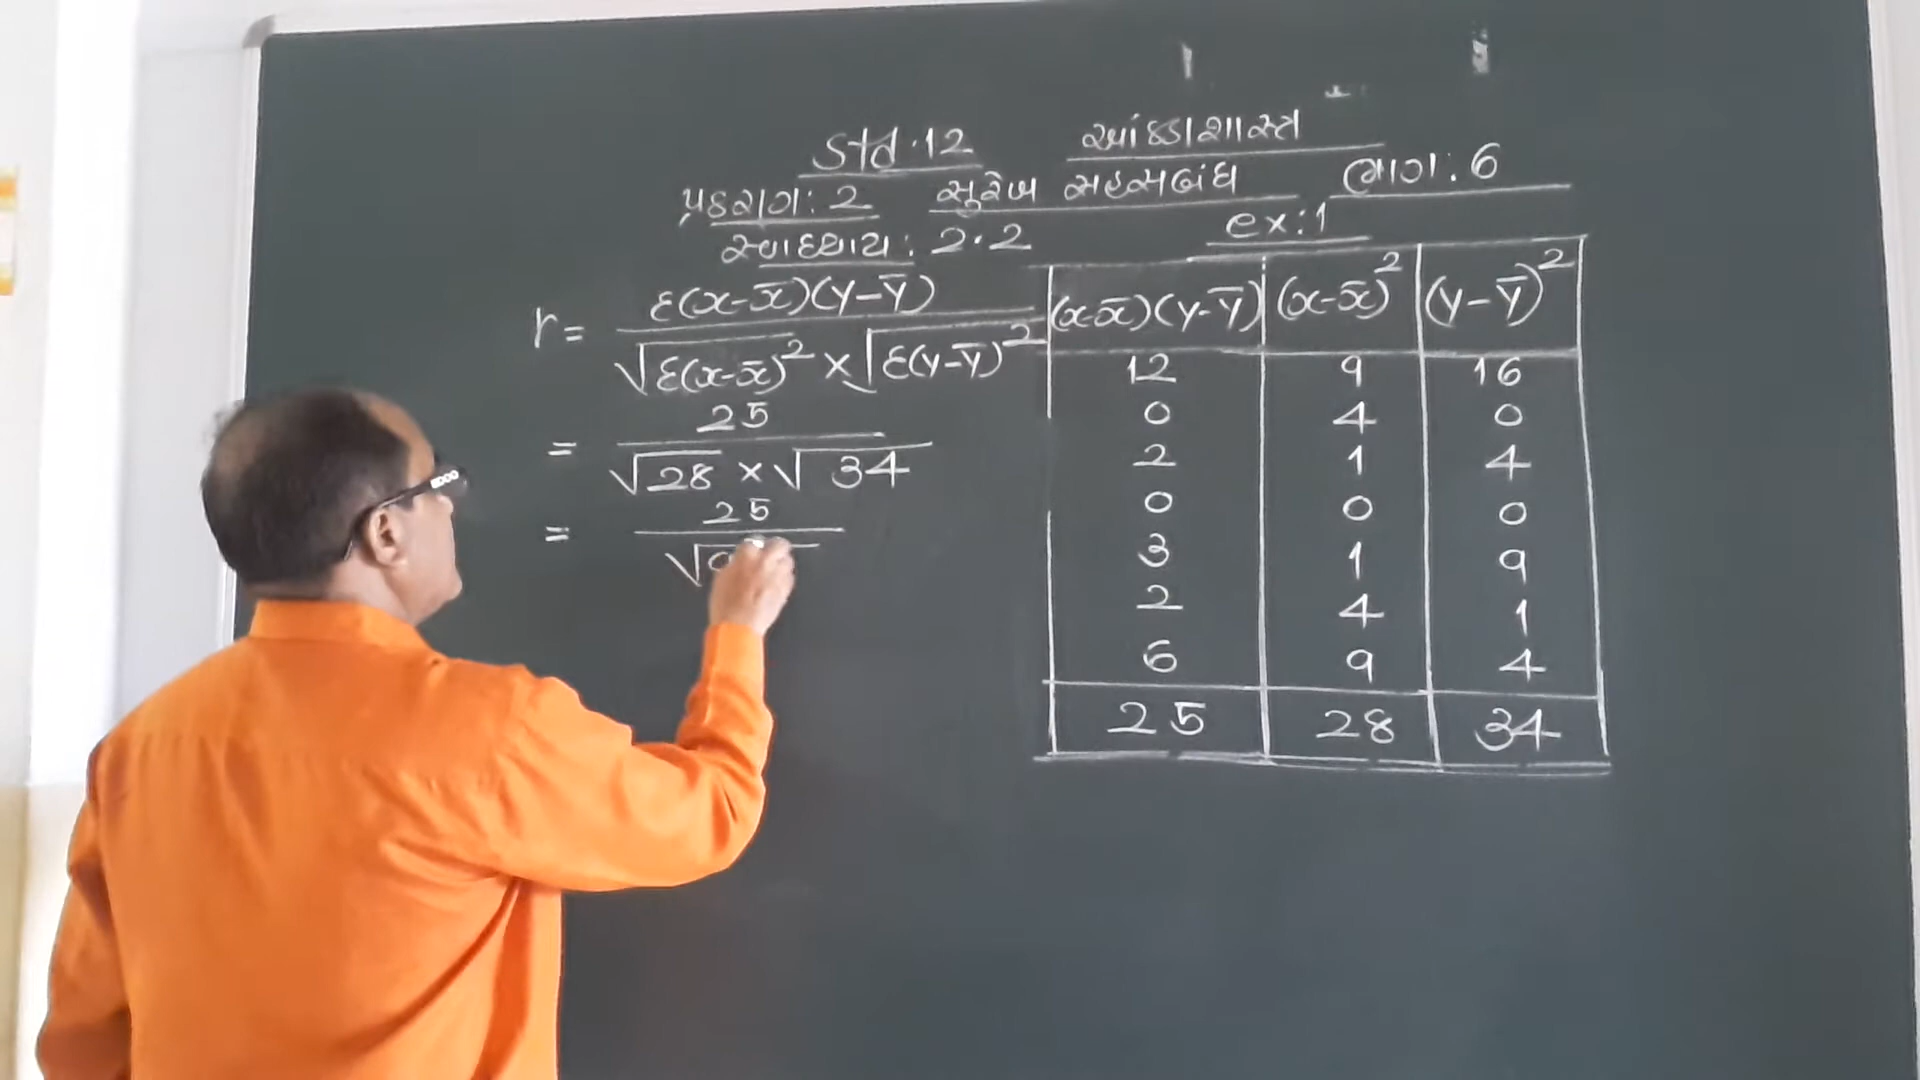 Std.12 આંકડાશાસ્ત્ર
પ્રકરણ: 2 સુરેખ સહસબંધ ભાગ: 6
સ્વાધ્યાય: 2.2 ex:1
r = Σ(x-x̄)(y-ȳ) / √Σ(x-x̄)² × √Σ(y-ȳ)²
= 25 / √28 × √34
= 25 / √9
(x-x̄)(y-ȳ) (x-x̄)² (y-ȳ)²
12 9 16
0 4 0
2 1 4
0 0 0
3 1 9
2 4 1
6 9 4
25 28 34